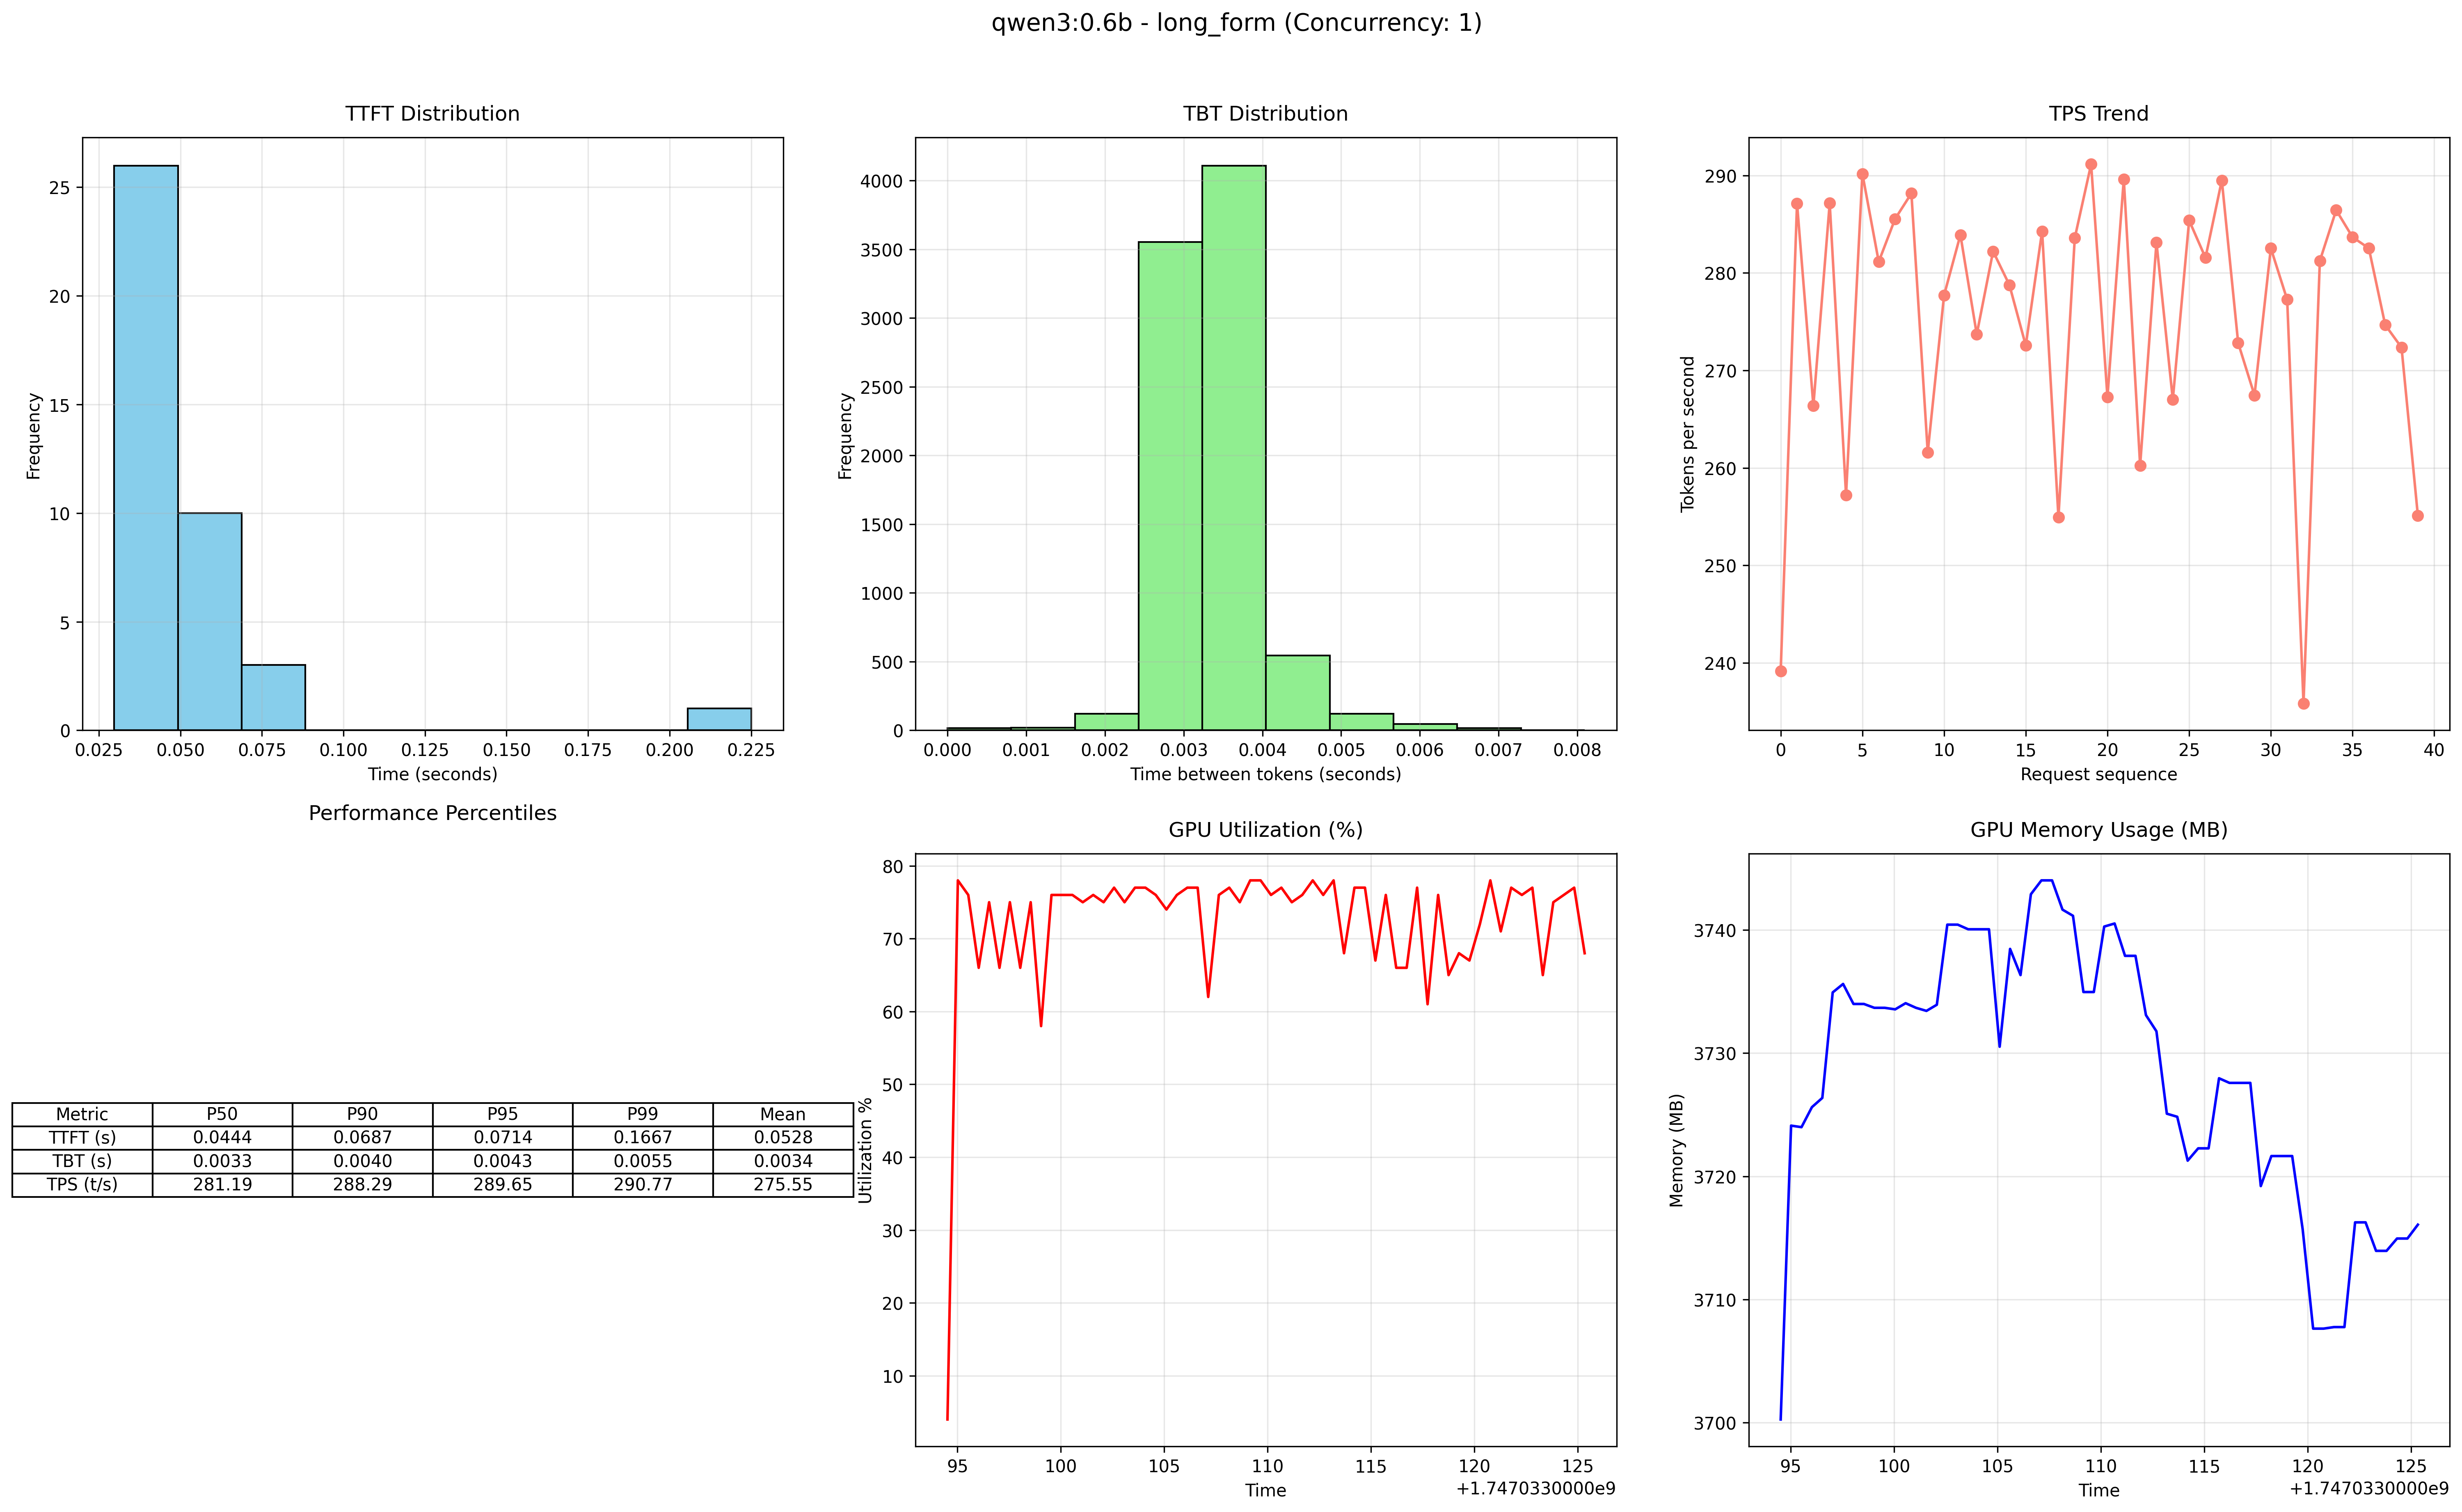 qwen3:0.6b - long_form (Concurrency: 1)
TTFT Distribution
Frequency
25
20
15
10
5
0
0.025 0.050 0.075 0.100 0.125 0.150 0.175 0.200 0.225
Time (seconds)
TBT Distribution
Frequency
4000
3500
3000
2500
2000
1500
1000
500
0
0.000 0.001 0.002 0.003 0.004 0.005 0.006 0.007 0.008
Time between tokens (seconds)
TPS Trend
Tokens per second
290
280
270
260
250
240
0 5 10 15 20 25 30 35 40
Request sequence
Performance Percentiles
Metric P50 P90 P95 P99 Mean
TTFT (s) 0.0444 0.0687 0.0714 0.1667 0.0528
TBT (s) 0.0033 0.0040 0.0043 0.0055 0.0034
TPS (t/s) 281.19 288.29 289.65 290.77 275.55
GPU Utilization (%)
Utilization %
80
70
60
50
40
30
20
10
95 100 105 110 115 120 125
Time
+1.7470330000e9
GPU Memory Usage (MB)
Memory (MB)
3740
3730
3720
3710
3700
95 100 105 110 115 120 125
Time
+1.7470330000e9